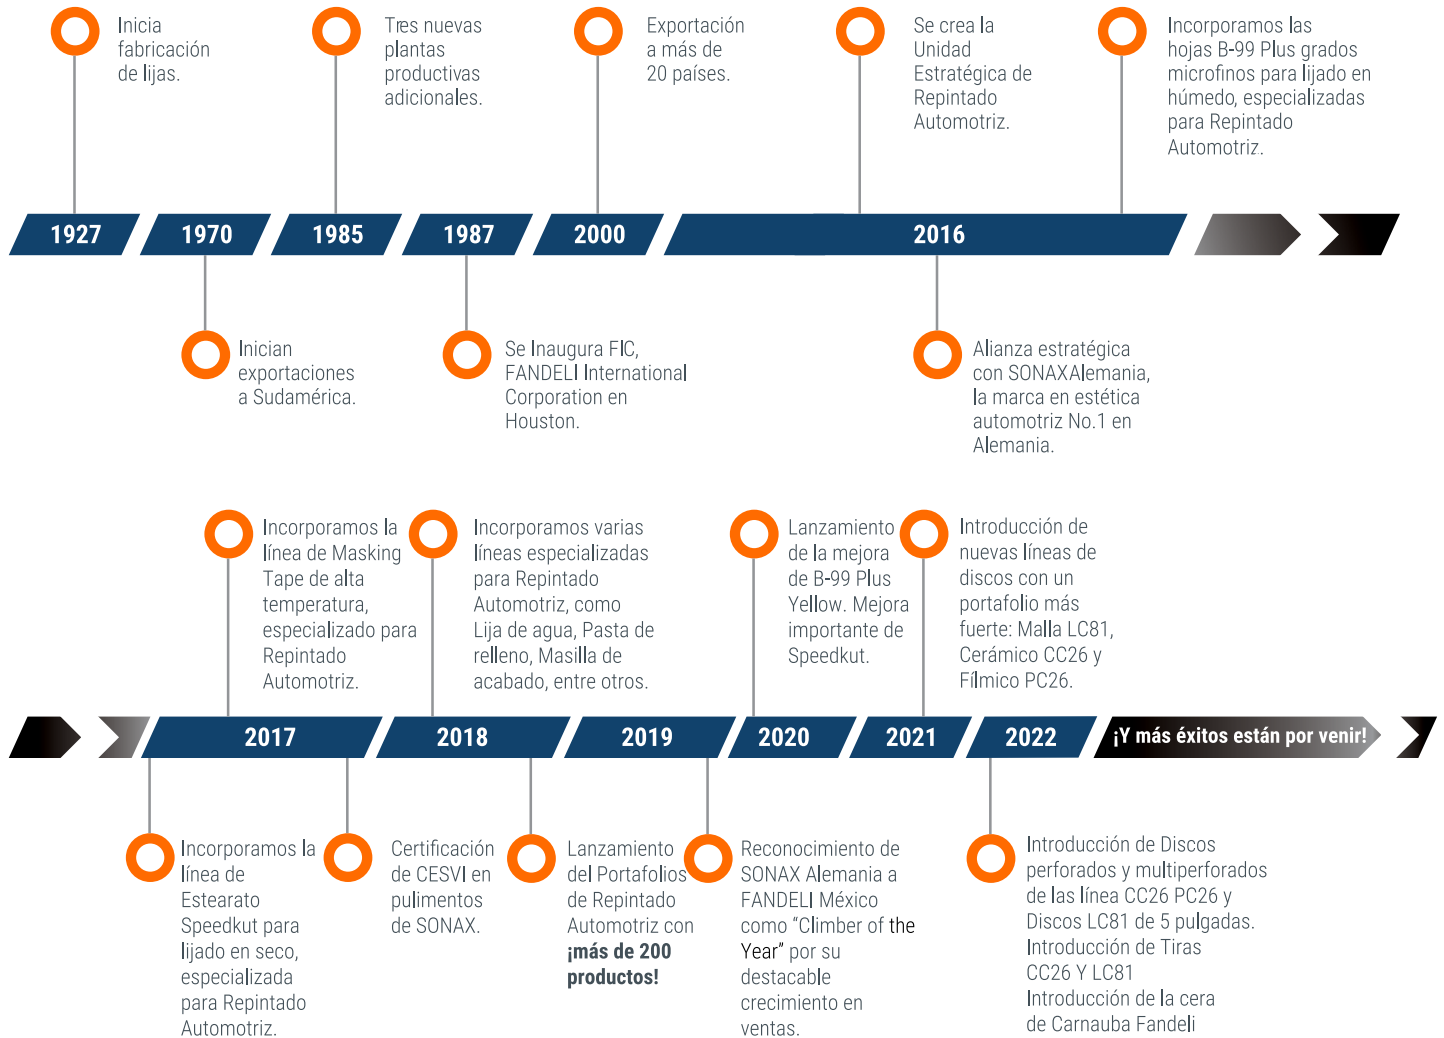 Inicia
fabricación
de lijas.
Tres nuevas
plantas
productivas
adicionales.
Exportación
a más de
20 países.
Se crea la
Unidad
Estratégica de
Repintado
Automotriz.
Incorporamos las
hojas B-99 Plus grados
microfinos para lijado en
húmedo, especializadas
para Repintado
Automotriz.
1927
1970
1985
1987
2000
2016
Inician
exportaciones
a Sudamérica.
Se Inaugura FIC,
FANDELI International
Corporation en
Houston.
Alianza estratégica
con SONAXAlemania,
la marca en estética
automotriz No.1 en
Alemania.
Incorporamos la
línea de Masking
Tape de alta
temperatura,
especializado para
Repintado
Automotriz.
Incorporamos varias
líneas especializadas
para Repintado
Automotriz, como
Lija de agua, Pasta de
relleno, Masilla de
acabado, entre otros.
Lanzamiento
de la mejora
de B-99 Plus
Yellow. Mejora
importante de
Speedkut.
Introducción de
nuevas líneas de
discos con un
portafolio más
fuerte: Malla LC81,
Cerámico CC26 y
Fílmico PC26.
2017
2018
2019
2020
2021
2022
¡Y más éxitos están por venir!
Incorporamos la
línea de
Estearato
Speedkut para
lijado en seco,
especializada
para Repintado
Automotriz.
Certificación
de CESVI en
pulimentos
de SONAX.
Lanzamiento
del Portafolios
de Repintado
Automotriz con
¡más de 200
productos!
Reconocimiento de
SONAX Alemania a
FANDELI México
como “Climber of the
Year” por su
destacable
crecimiento en
ventas.
Introducción de Discos
perforados y multiperforados
de las línea CC26 PC26 y
Discos LC81 de 5 pulgadas.
Introducción de Tiras
CC26 Y LC81
Introducción de la cera
de Carnauba Fandeli